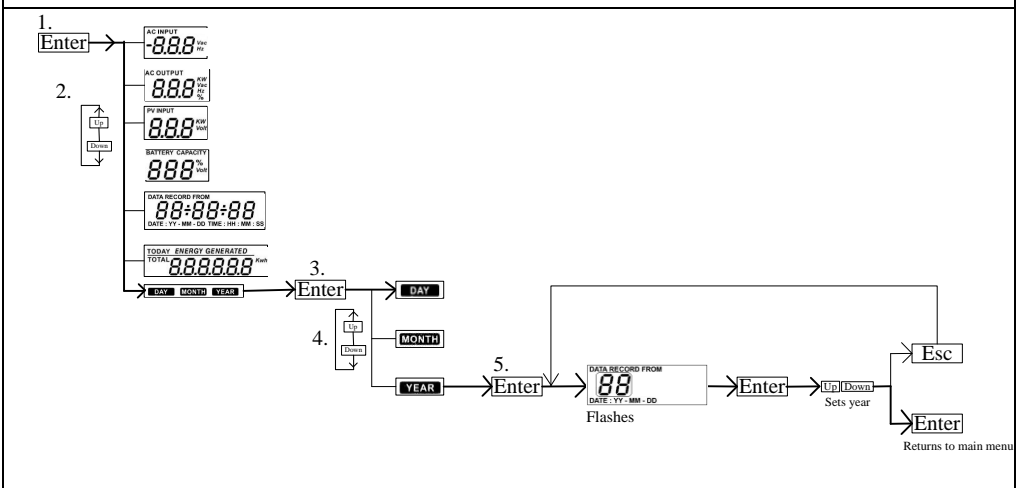 1.
Enter
AC INPUT
-8.8.8 Vac
Hz
AC OUTPUT
8.8.8 KW
Vac
Hz
%
2.
Up
Down
PV INPUT
8.8.8 KW
Volt
BATTERY CAPACITY
888 %
Volt
DATA RECORD FROM
88:88:88
DATE : YY - MM - DD TIME : HH : MM : SS
TODAY ENERGY GENERATED
TOTAL 8.8.8.8.8.8 Kwh
DAY MONTH YEAR
3.
Enter
DAY
4.
Up
Down
MONTH
YEAR
5.
Enter
DATA RECORD FROM
88
DATE : YY - MM - DD
Flashes
Enter
Up Down
Sets year
Esc
Enter
Returns to main menu